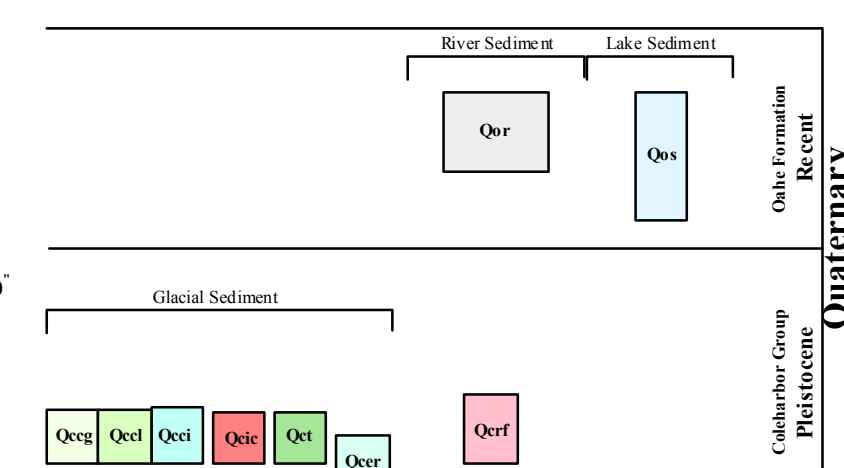 River Sediment
Lake Sediment
Qor
Qos
Oahe Formation
Recent
Quaternary
Glacial Sediment
Coleharbor Group
Pleistocene
Qccg
Qccl
Qcci
Qcic
Qct
Qcer
Qcrf